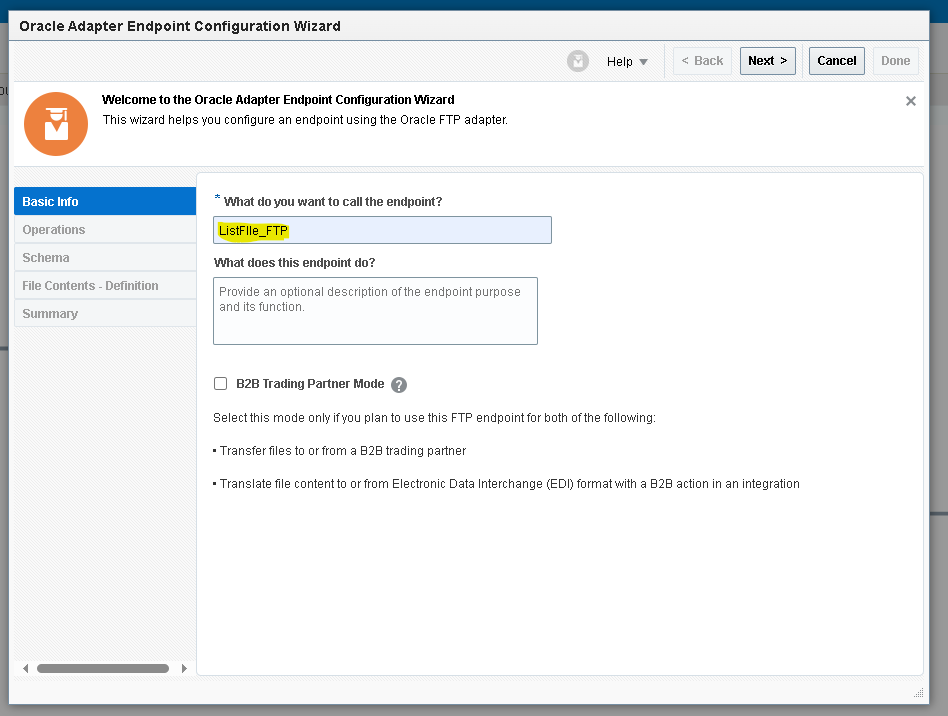 Oracle Adapter Endpoint Configuration Wizard
Help
< Back
Next >
Cancel
Done
Welcome to the Oracle Adapter Endpoint Configuration Wizard
This wizard helps you configure an endpoint using the Oracle FTP adapter.
Basic Info
Operations
Schema
File Contents - Definition
Summary
* What do you want to call the endpoint?
ListFIle_FTP
What does this endpoint do?
Provide an optional description of the endpoint purpose
and its function.
B2B Trading Partner Mode ?
Select this mode only if you plan to use this FTP endpoint for both of the following:
▪ Transfer files to or from a B2B trading partner
▪ Translate file content to or from Electronic Data Interchange (EDI) format with a B2B action in an integration